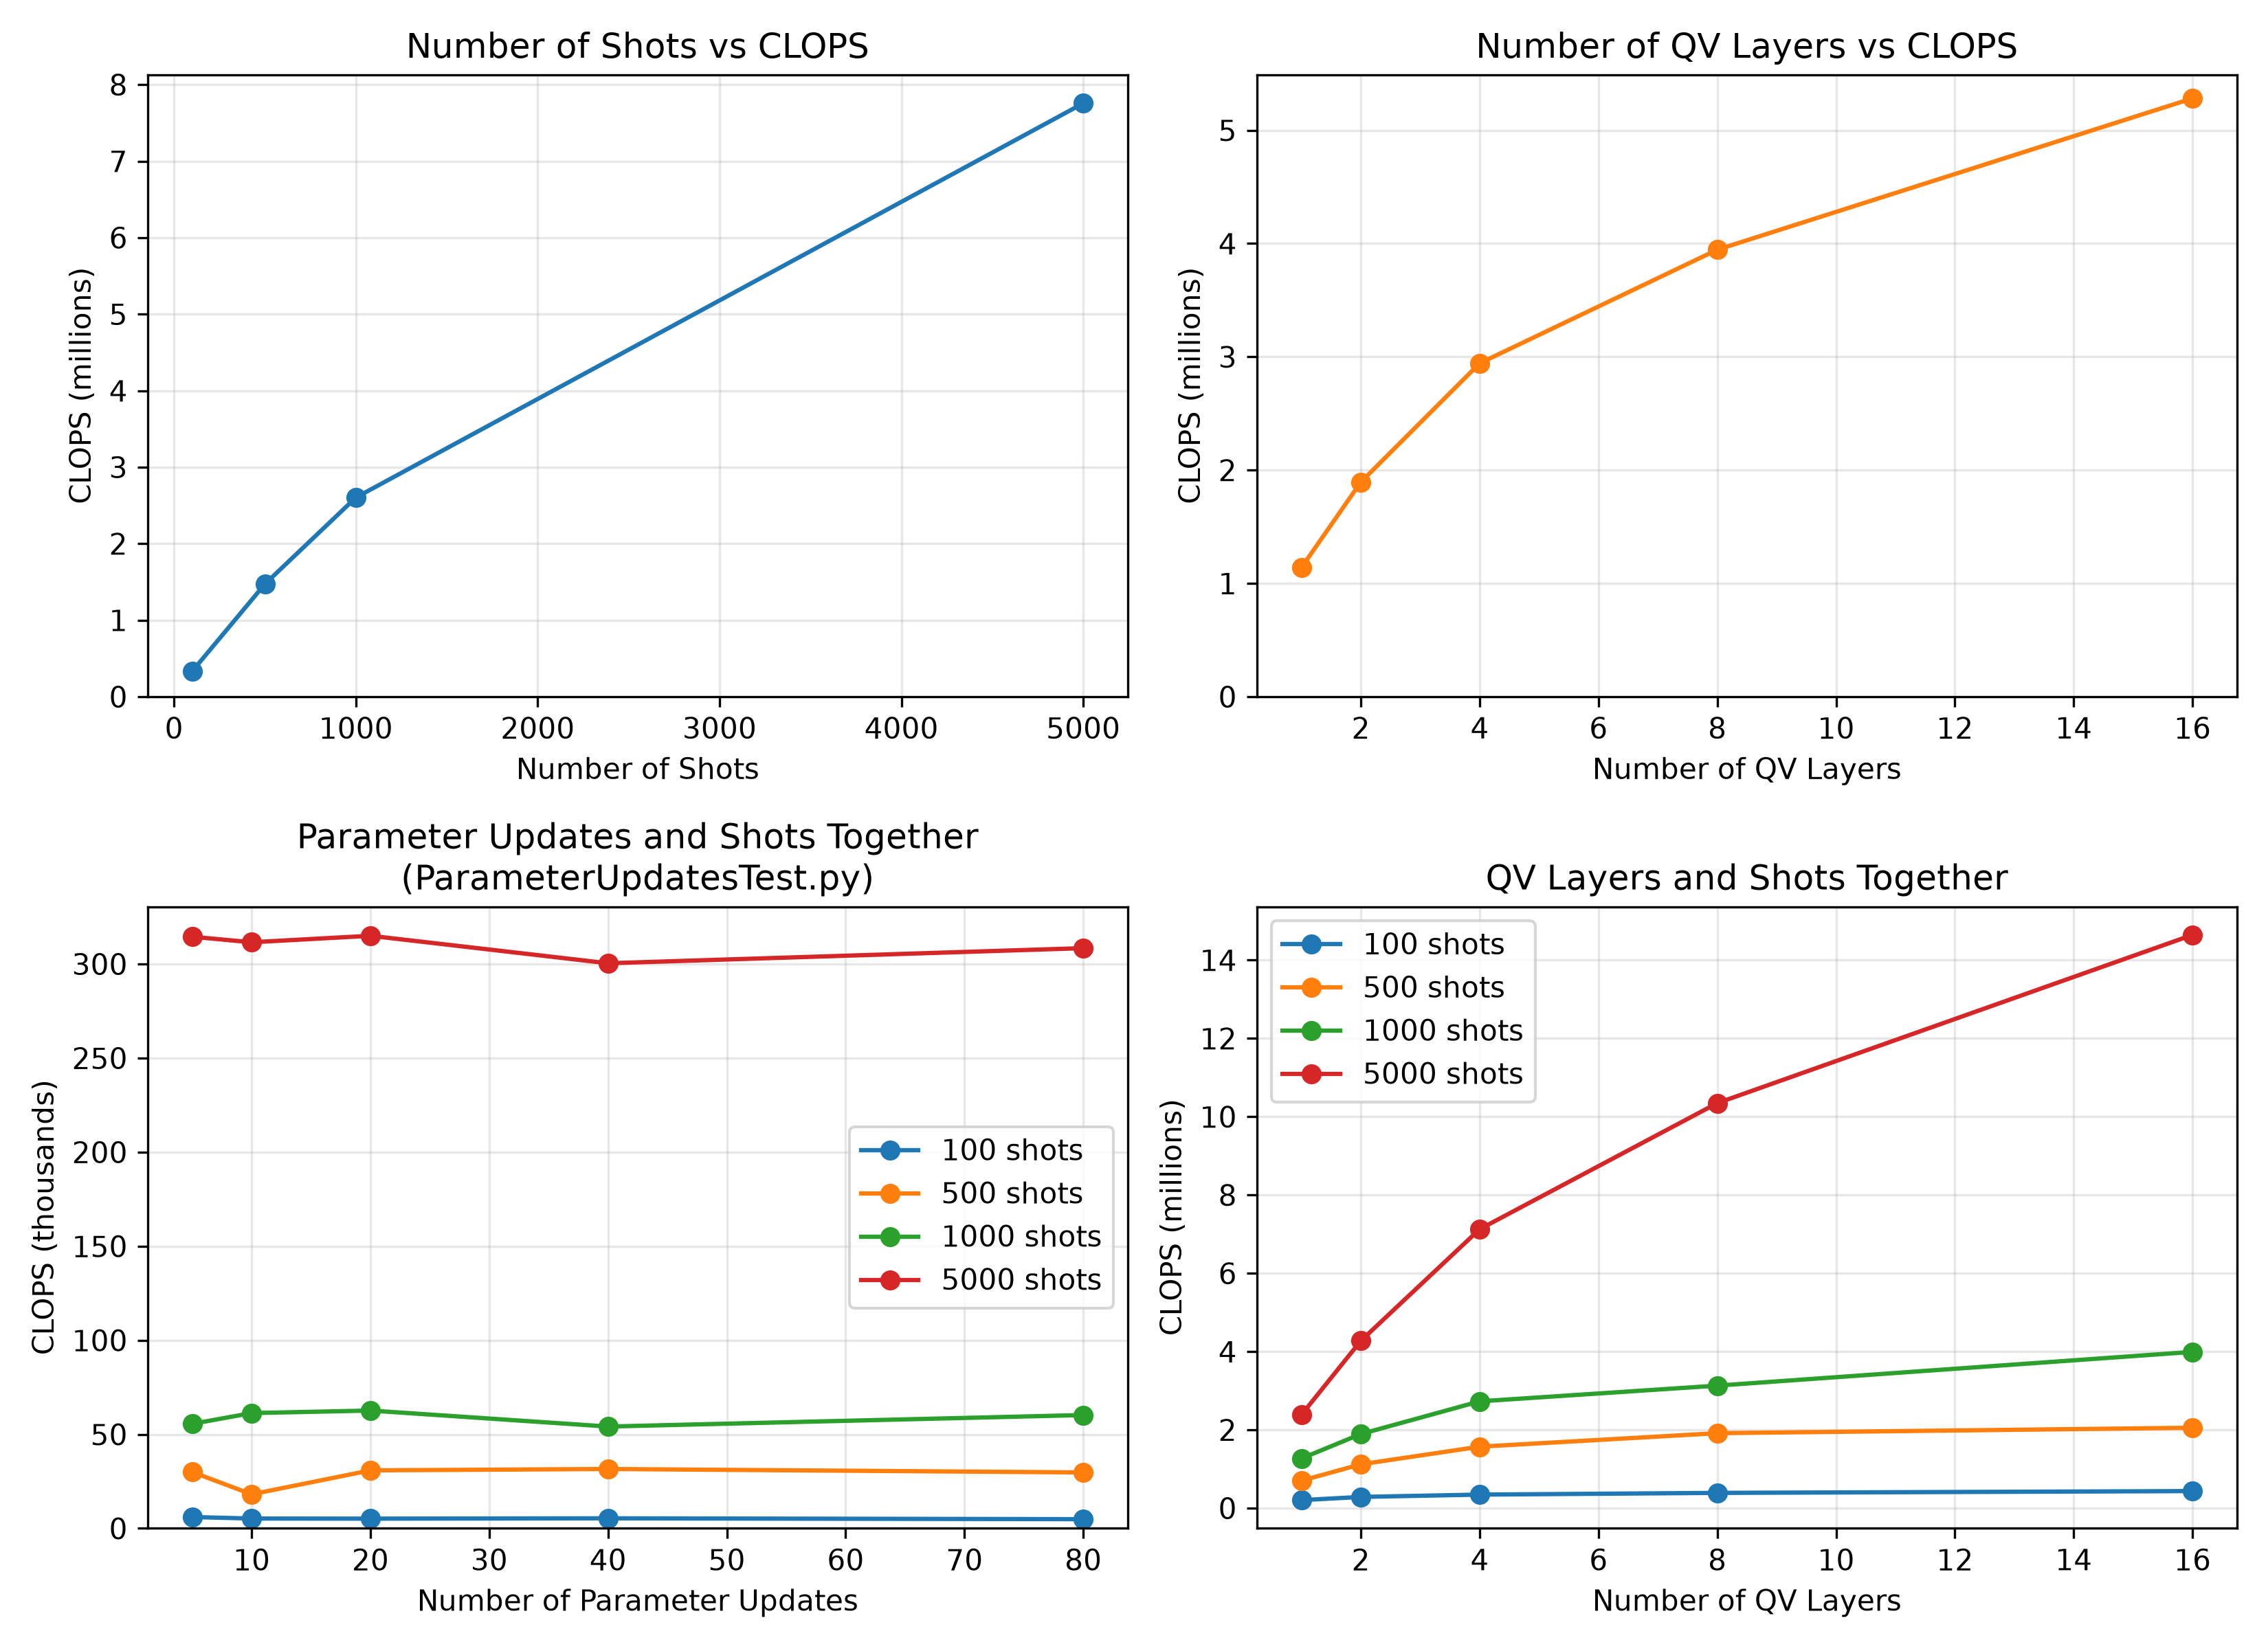 Number of Shots vs CLOPS
CLOPS (millions)
8
7
6
5
4
3
2
1
0
0 1000 2000 3000 4000 5000
Number of Shots
Number of QV Layers vs CLOPS
CLOPS (millions)
5
4
3
2
1
0
2 4 6 8 10 12 14 16
Number of QV Layers
Parameter Updates and Shots Together
(ParameterUpdatesTest.py)
CLOPS (thousands)
300
250
200
150
100
50
0
100 shots
500 shots
1000 shots
5000 shots
10 20 30 40 50 60 70 80
Number of Parameter Updates
QV Layers and Shots Together
CLOPS (millions)
14
12
10
8
6
4
2
0
100 shots
500 shots
1000 shots
5000 shots
2 4 6 8 10 12 14 16
Number of QV Layers